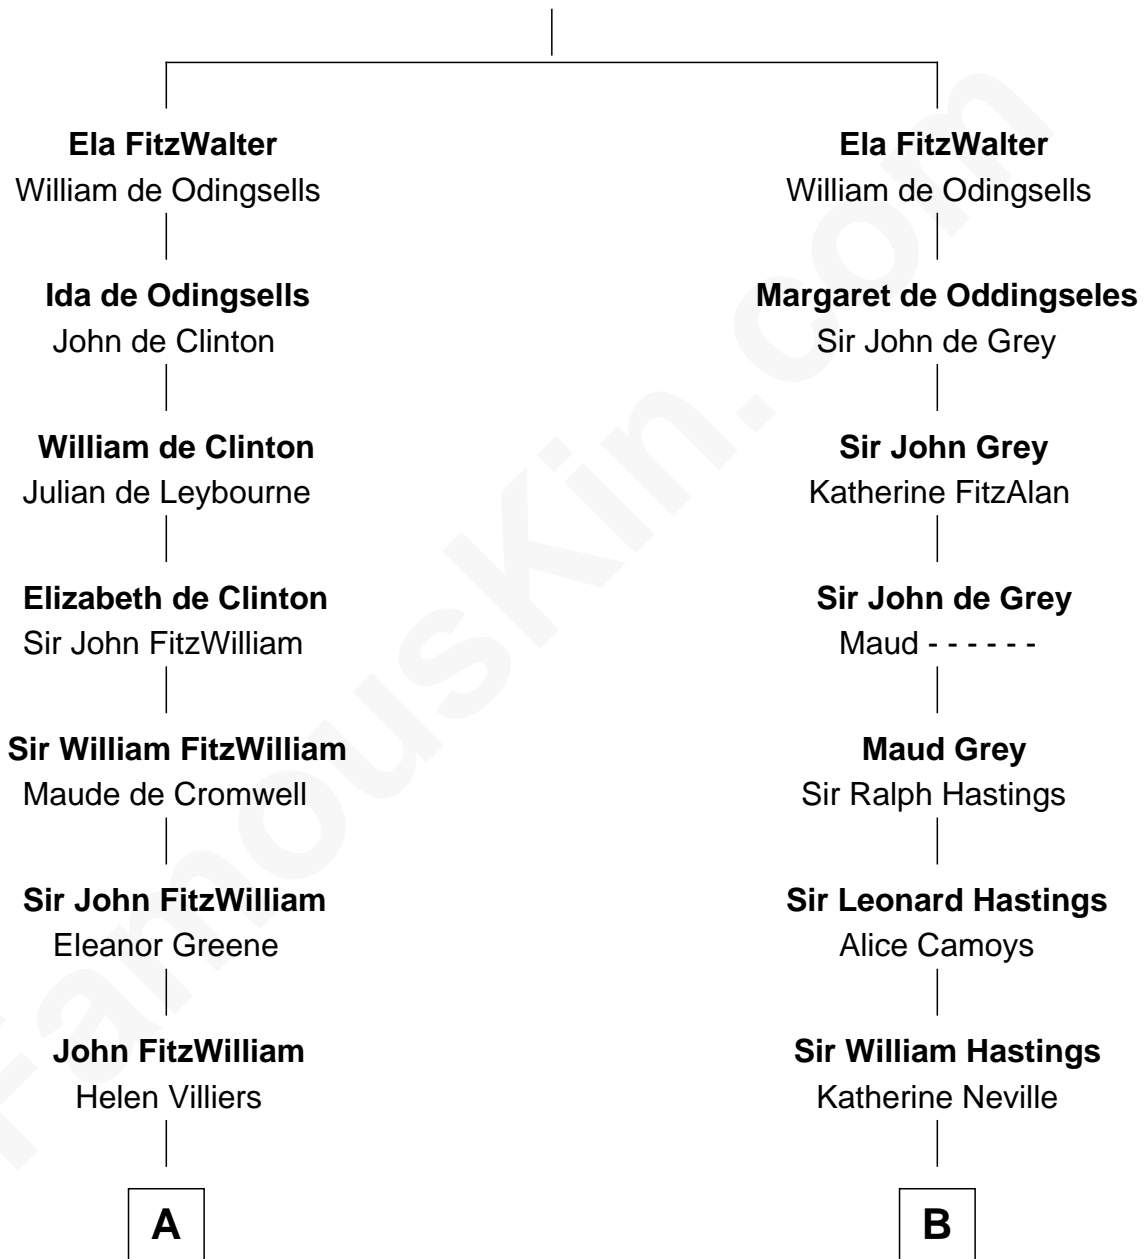 Ela FitzWalter
William de Odingsells
Ida de Odingsells
John de Clinton
William de Clinton
Julian de Leybourne
Elizabeth de Clinton
Sir John FitzWilliam
Sir William FitzWilliam
Maude de Cromwell
Sir John FitzWilliam
Eleanor Greene
John FitzWilliam
Helen Villiers
A
Ela FitzWalter
William de Odingsells
Margaret de Oddingseles
Sir John de Grey
Sir John Grey
Katherine FitzAlan
Sir John de Grey
Maud - - - - - -
Maud Grey
Sir Ralph Hastings
Sir Leonard Hastings
Alice Camoys
Sir William Hastings
Katherine Neville
B
FamousKin.com